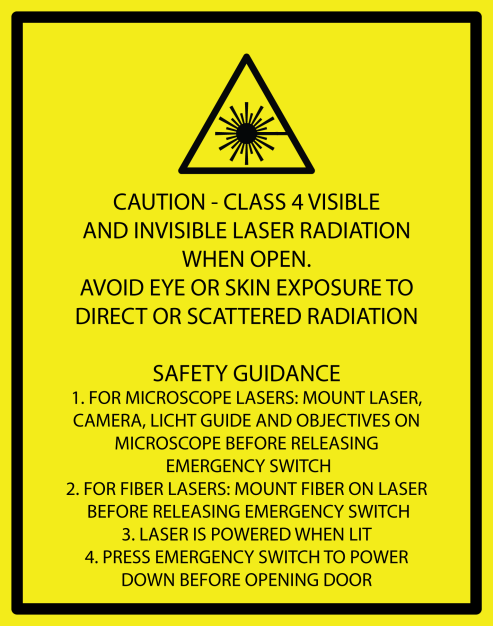 CAUTION - CLASS 4 VISIBLE
AND INVISIBLE LASER RADIATION
WHEN OPEN.
AVOID EYE OR SKIN EXPOSURE TO
DIRECT OR SCATTERED RADIATION
SAFETY GUIDANCE
1. FOR MICROSCOPE LASERS: MOUNT LASER,
CAMERA, LICHT GUIDE AND OBJECTIVES ON
MICROSCOPE BEFORE RELEASING
EMERGENCY SWITCH
2. FOR FIBER LASERS: MOUNT FIBER ON LASER
BEFORE RELEASING EMERGENCY SWITCH
3. LASER IS POWERED WHEN LIT
4. PRESS EMERGENCY SWITCH TO POWER
DOWN BEFORE OPENING DOOR